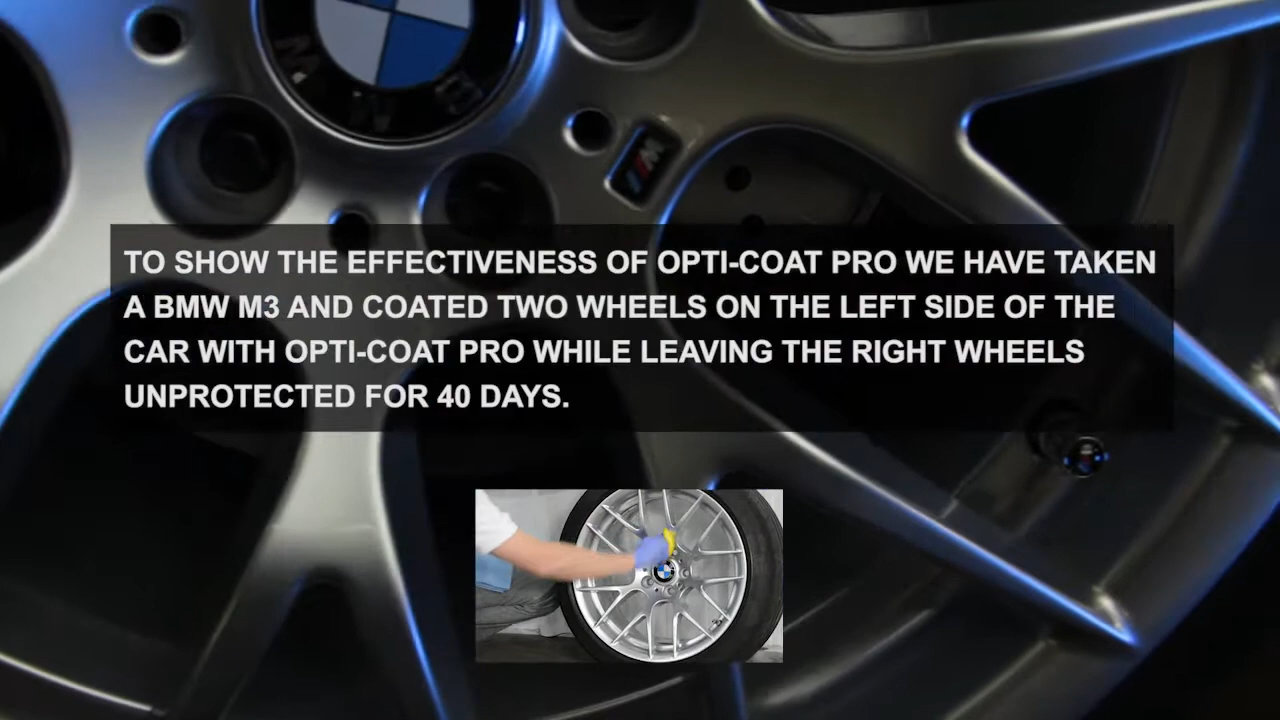 M
TO SHOW THE EFFECTIVENESS OF OPTI-COAT PRO WE HAVE TAKEN
A BMW M3 AND COATED TWO WHEELS ON THE LEFT SIDE OF THE
CAR WITH OPTI-COAT PRO WHILE LEAVING THE RIGHT WHEELS
UNPROTECTED FOR 40 DAYS.